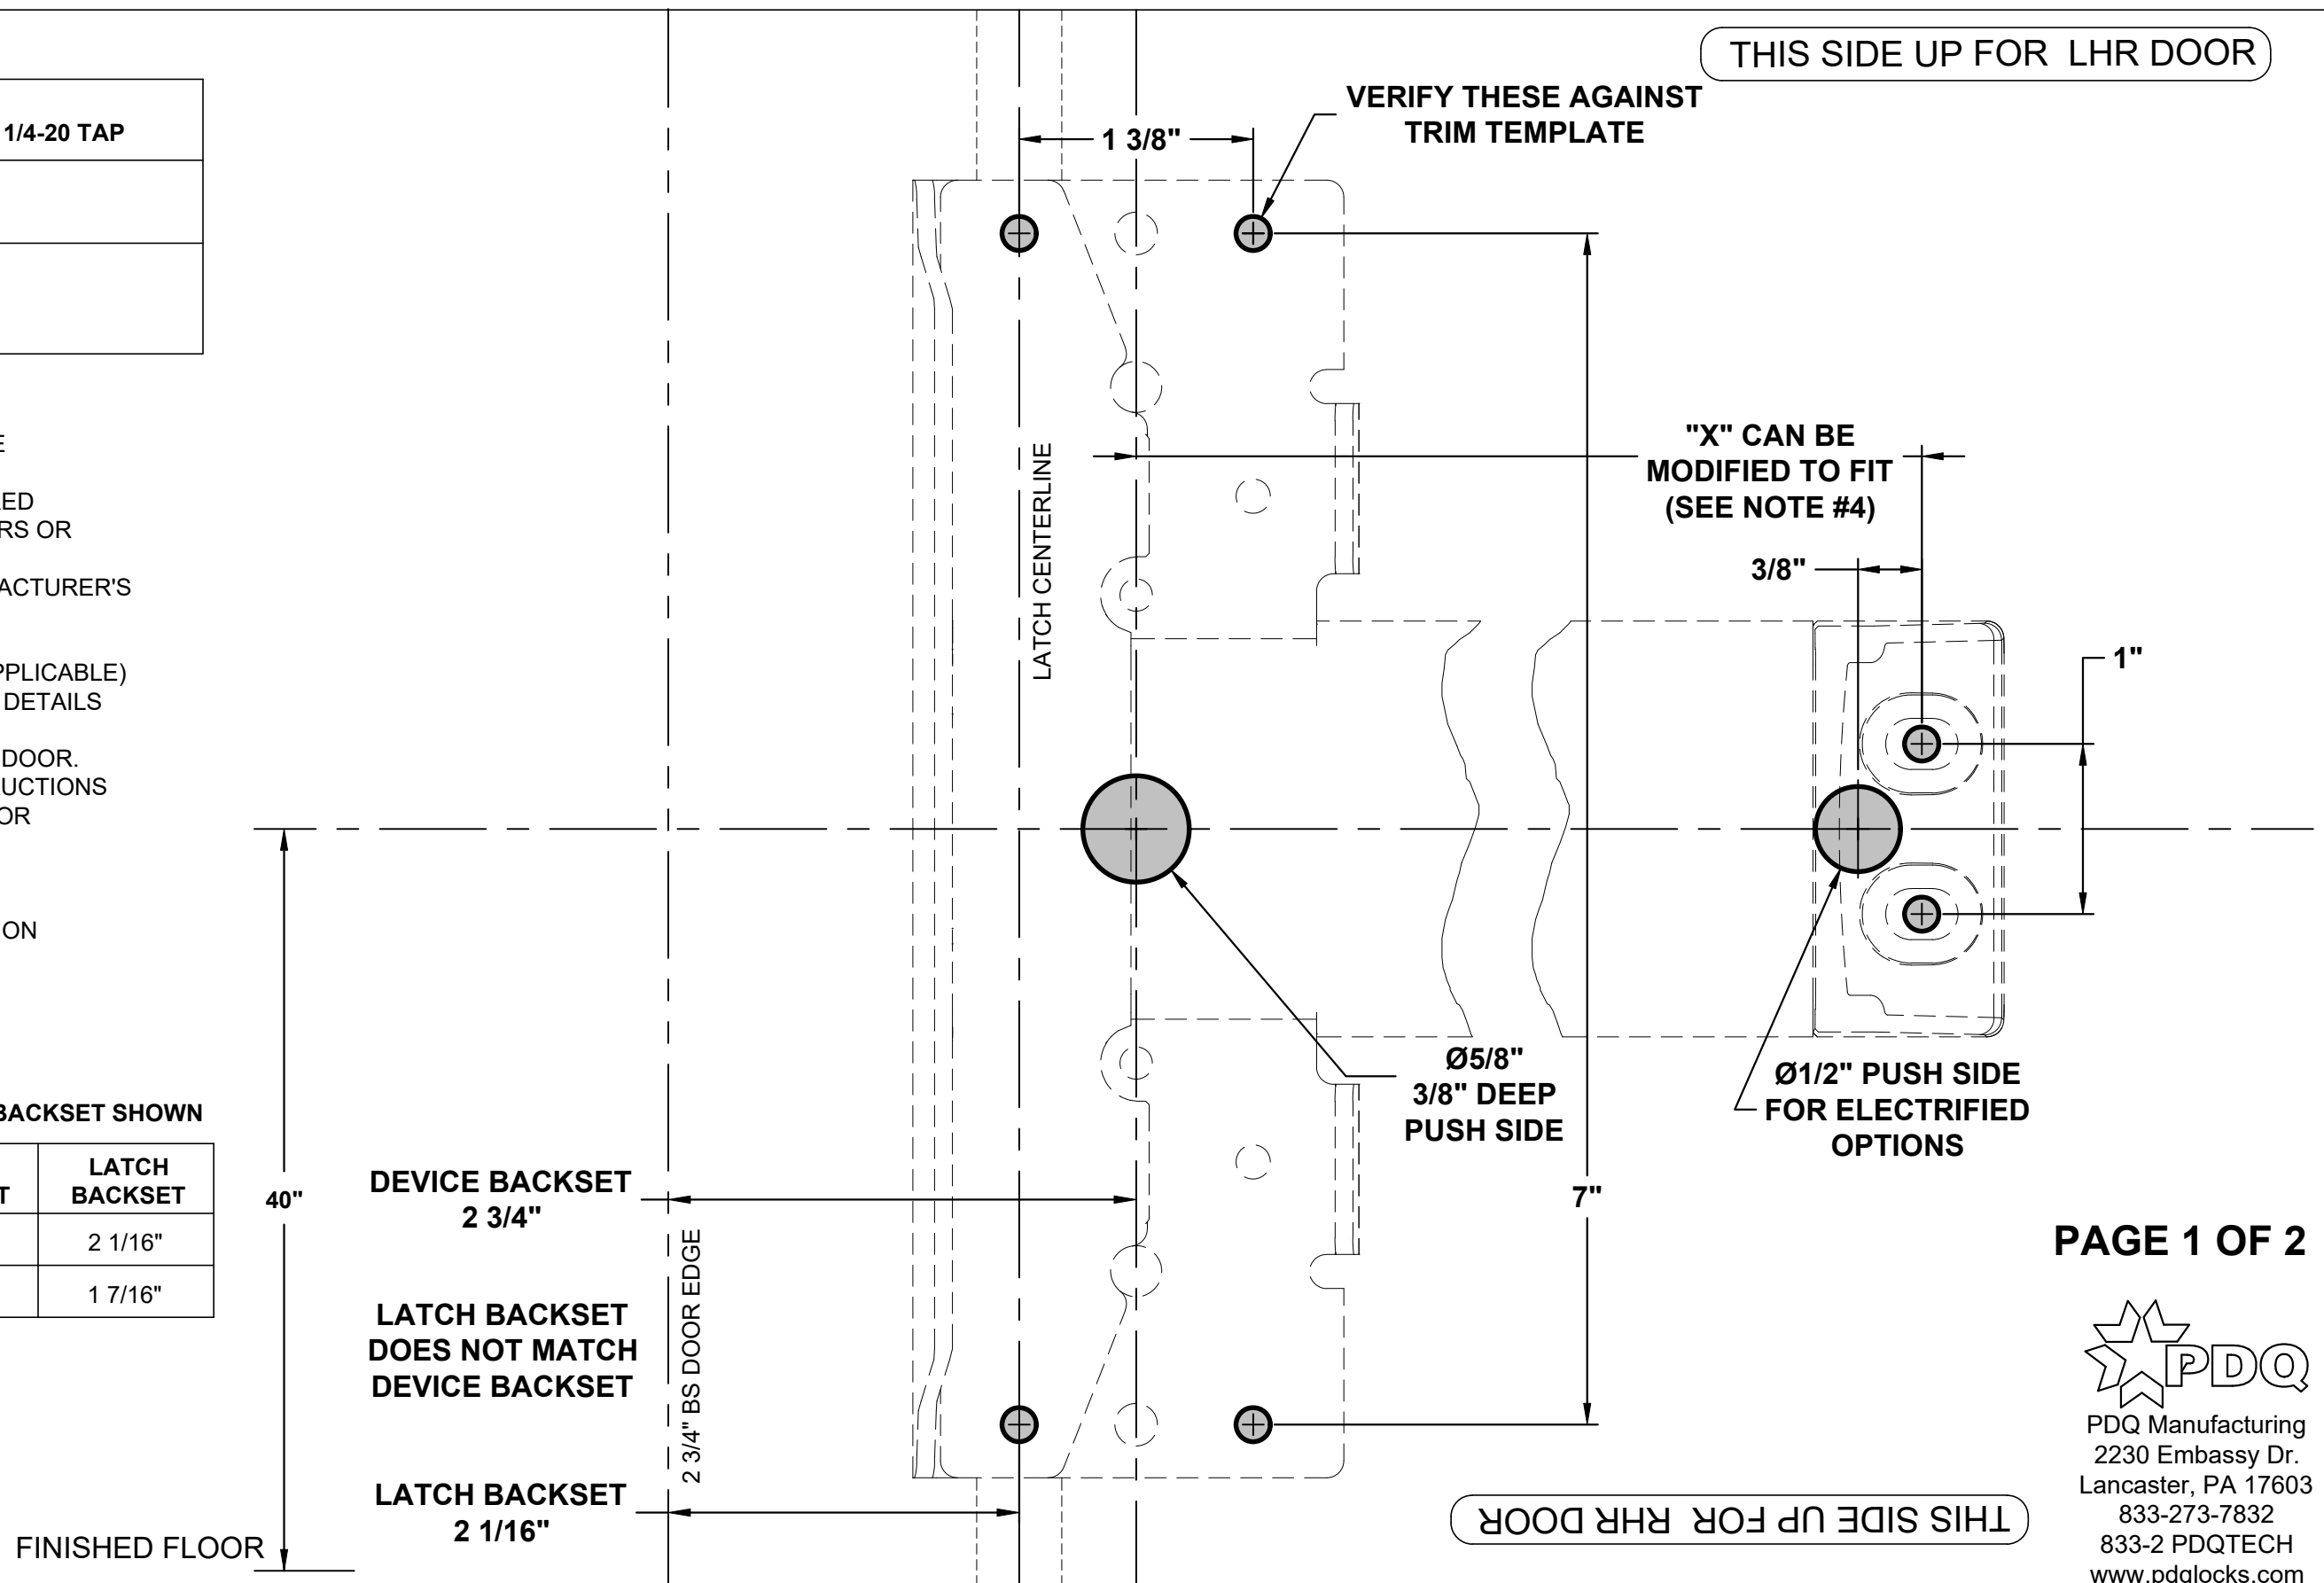 THIS SIDE UP FOR LHR DOOR
VERIFY THESE AGAINST
TRIM TEMPLATE
1 3/8"
1/4-20 TAP
"X" CAN BE
MODIFIED TO FIT
(SEE NOTE #4)
3/8"
1"
LATCH CENTERLINE
E
ED
RS OR
ACTURER'S
PPLICABLE)
DETAILS
DOOR.
UCTIONS
OR
ON
BACKSET SHOWN
T
LATCH
BACKSET
2 1/16"
1 7/16"
40"
Ø5/8"
3/8" DEEP
PUSH SIDE
Ø1/2" PUSH SIDE
FOR ELECTRIFIED
OPTIONS
7"
DEVICE BACKSET
2 3/4"
LATCH BACKSET
DOES NOT MATCH
DEVICE BACKSET
2 3/4" BS DOOR EDGE
LATCH BACKSET
2 1/16"
FINISHED FLOOR
THIS SIDE UP FOR RHR DOOR
PAGE 1 OF 2
PDQ
PDQ Manufacturing
2230 Embassy Dr.
Lancaster, PA 17603
833-273-7832
833-2 PDQTECH
www.pdqlocks.com